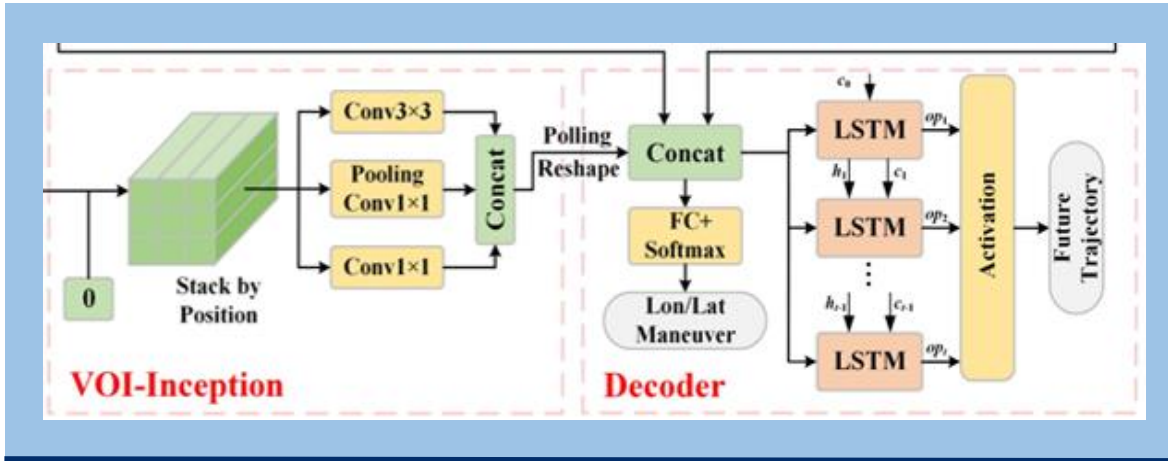 0
Stack by
Position
Conv3×3
Pooling
Conv1×1
Conv1×1
Concat
Polling
Reshape
VOI-Inception
Concat
FC+
Softmax
Lon/Lat
Maneuver
c0
LSTM
op1
h1
c1
LSTM
op2
⋮
ht-1
ct-1
LSTM
opt
Activation
Future
Trajectory
Decoder